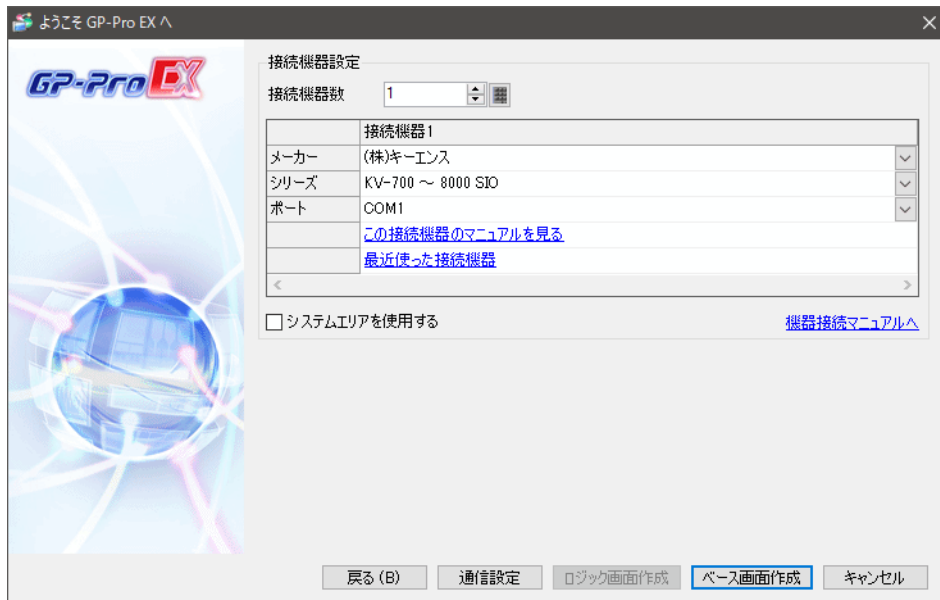 ようこそ GP-Pro EX へ
GP-Pro EX
接続機器設定
接続機器数 1
接続機器1
メーカー (株)キーエンス
シリーズ KV-700 ～ 8000 SIO
ポート COM1
この接続機器のマニュアルを見る
最近使った接続機器
システムエリアを使用する 機器接続マニュアルへ
戻る(B) 通信設定 ロジック画面作成 ベース画面作成 キャンセル